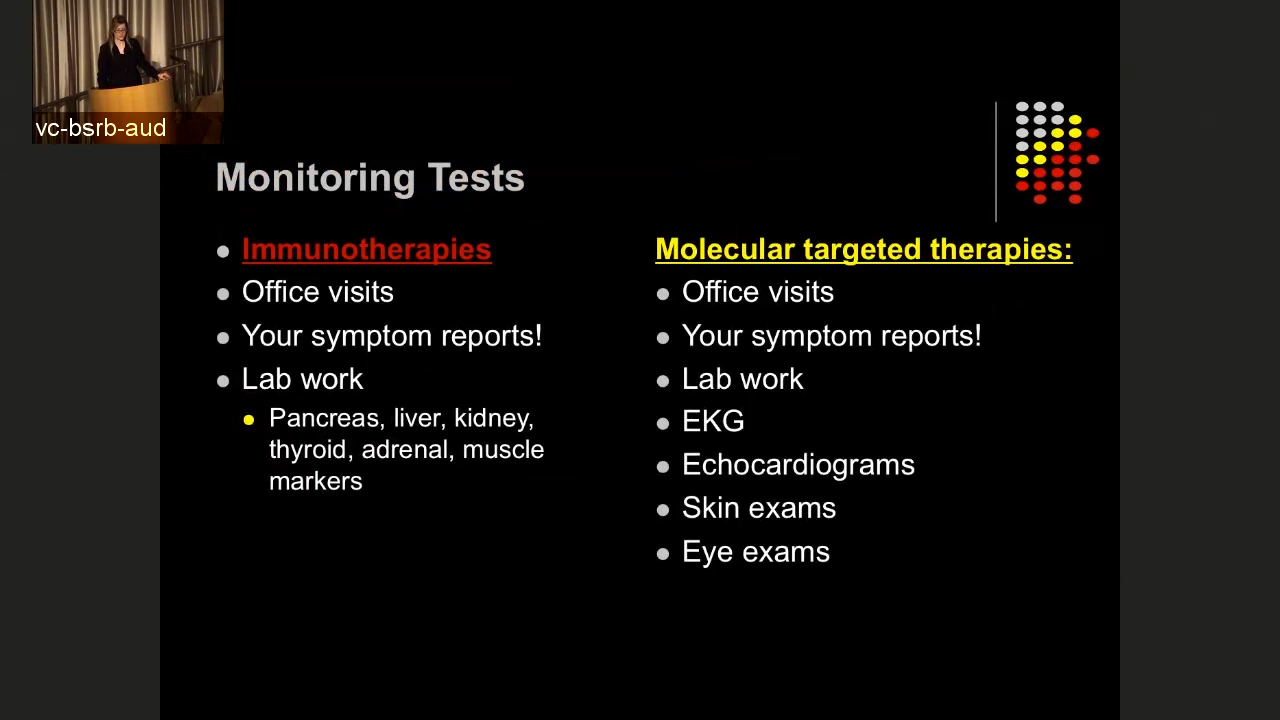 vc-bsrb-aud
Monitoring Tests
Immunotherapies
Office visits
Your symptom reports!
Lab work
Pancreas, liver, kidney,
thyroid, adrenal, muscle
markers
Molecular targeted therapies:
Office visits
Your symptom reports!
Lab work
EKG
Echocardiograms
Skin exams
Eye exams